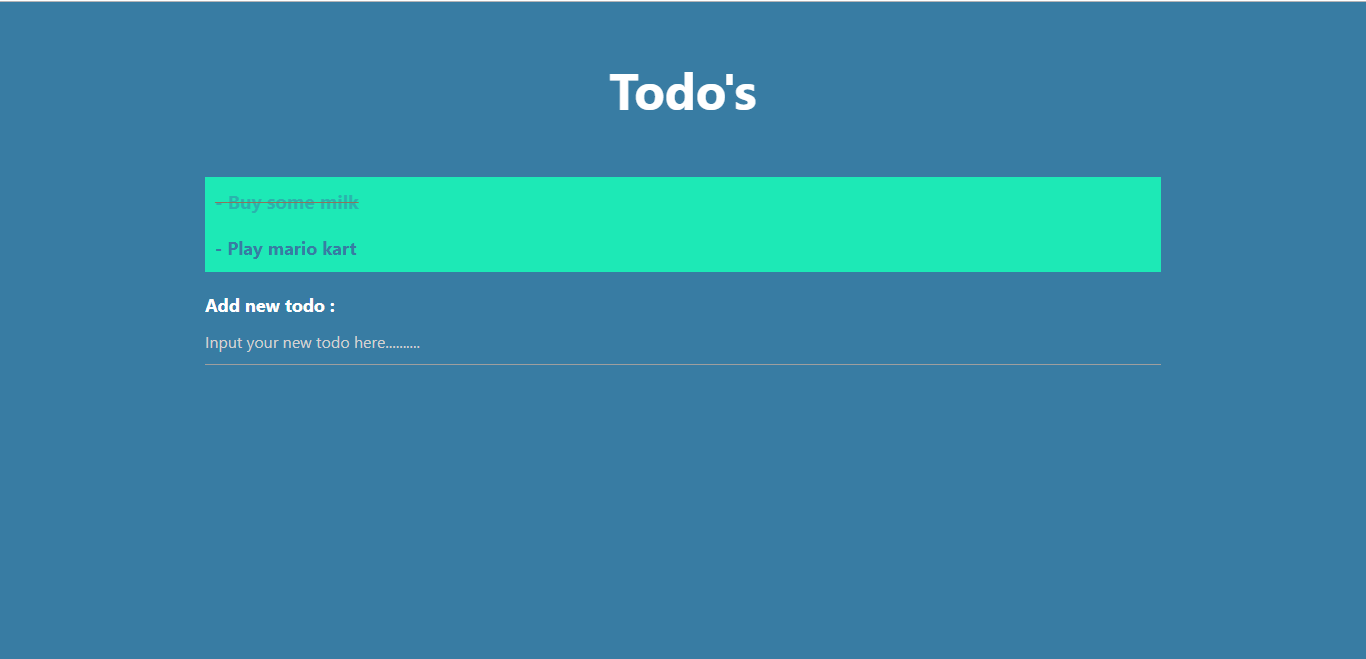 Todo's
- Buy some milk
- Play mario kart
Add new todo :
Input your new todo here..........